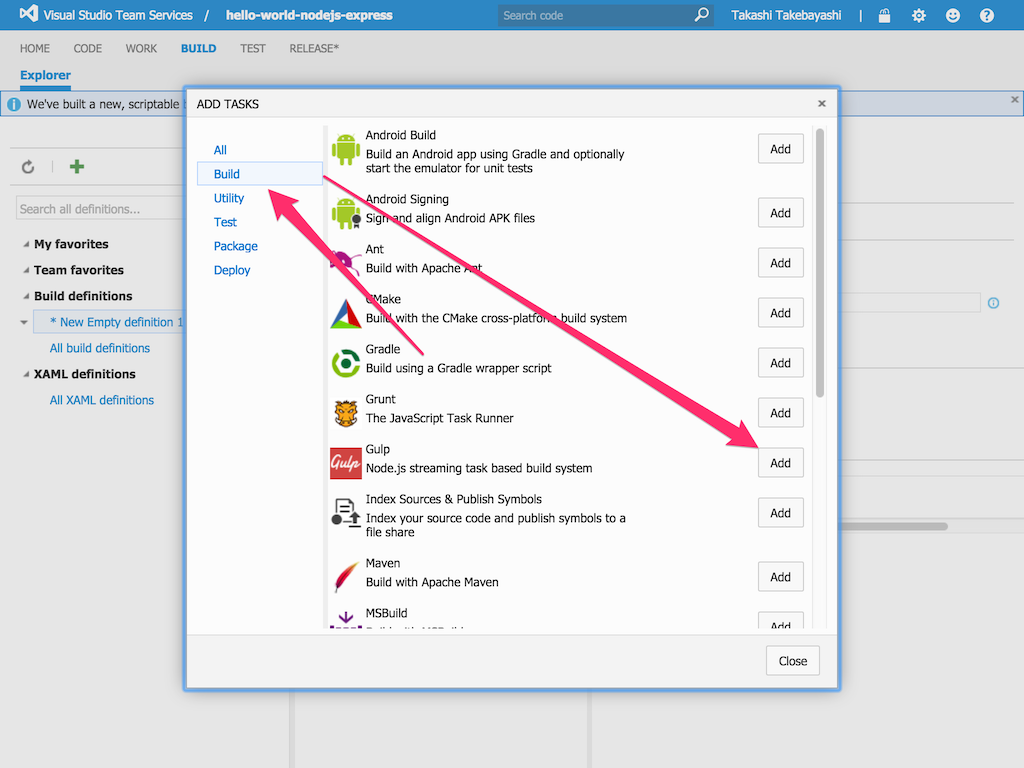 Visual Studio Team Services / hello-world-nodejs-express
Search code
Takashi Takebayashi
HOME CODE WORK BUILD TEST RELEASE*
Explorer
We've built a new, scriptable
Search all definitions...
My favorites
Team favorites
Build definitions
* New Empty definition 1
All build definitions
XAML definitions
All XAML definitions
ADD TASKS
All
Build
Utility
Test
Package
Deploy
Android Build
Build an Android app using Gradle and optionally
start the emulator for unit tests
Add
Android Signing
Sign and align Android APK files
Add
Ant
Build with Apache Ant
Add
CMake
Build with the CMake cross-platform build system
Add
Gradle
Build using a Gradle wrapper script
Add
Grunt
The JavaScript Task Runner
Add
Gulp
Gulp
Node.js streaming task based build system
Add
Index Sources & Publish Symbols
Index your source code and publish symbols to a
file share
Add
Maven
Build with Apache Maven
Add
MSBuild
Build with MSBuild
Add
Close